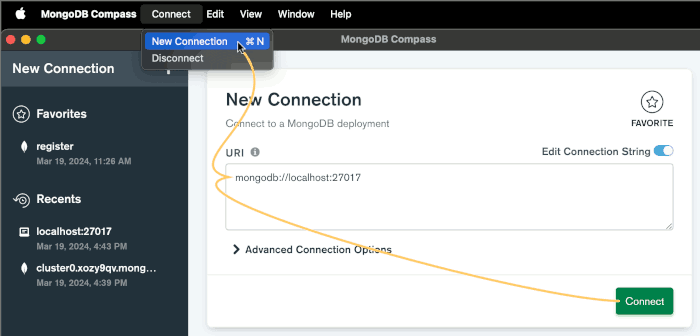 MongoDB Compass Connect Edit View Window Help
New Connection ⌘ N
Disconnect
MongoDB Compass
New Connection
Favorites
register
Mar 19, 2024, 11:26 AM
Recents
localhost:27017
Mar 19, 2024, 4:43 PM
cluster0.xozy9qv.mong...
Mar 19, 2024, 4:39 PM
New Connection
Connect to a MongoDB deployment
FAVORITE
URI
Edit Connection String
mongodb://localhost:27017
Advanced Connection Options
Connect